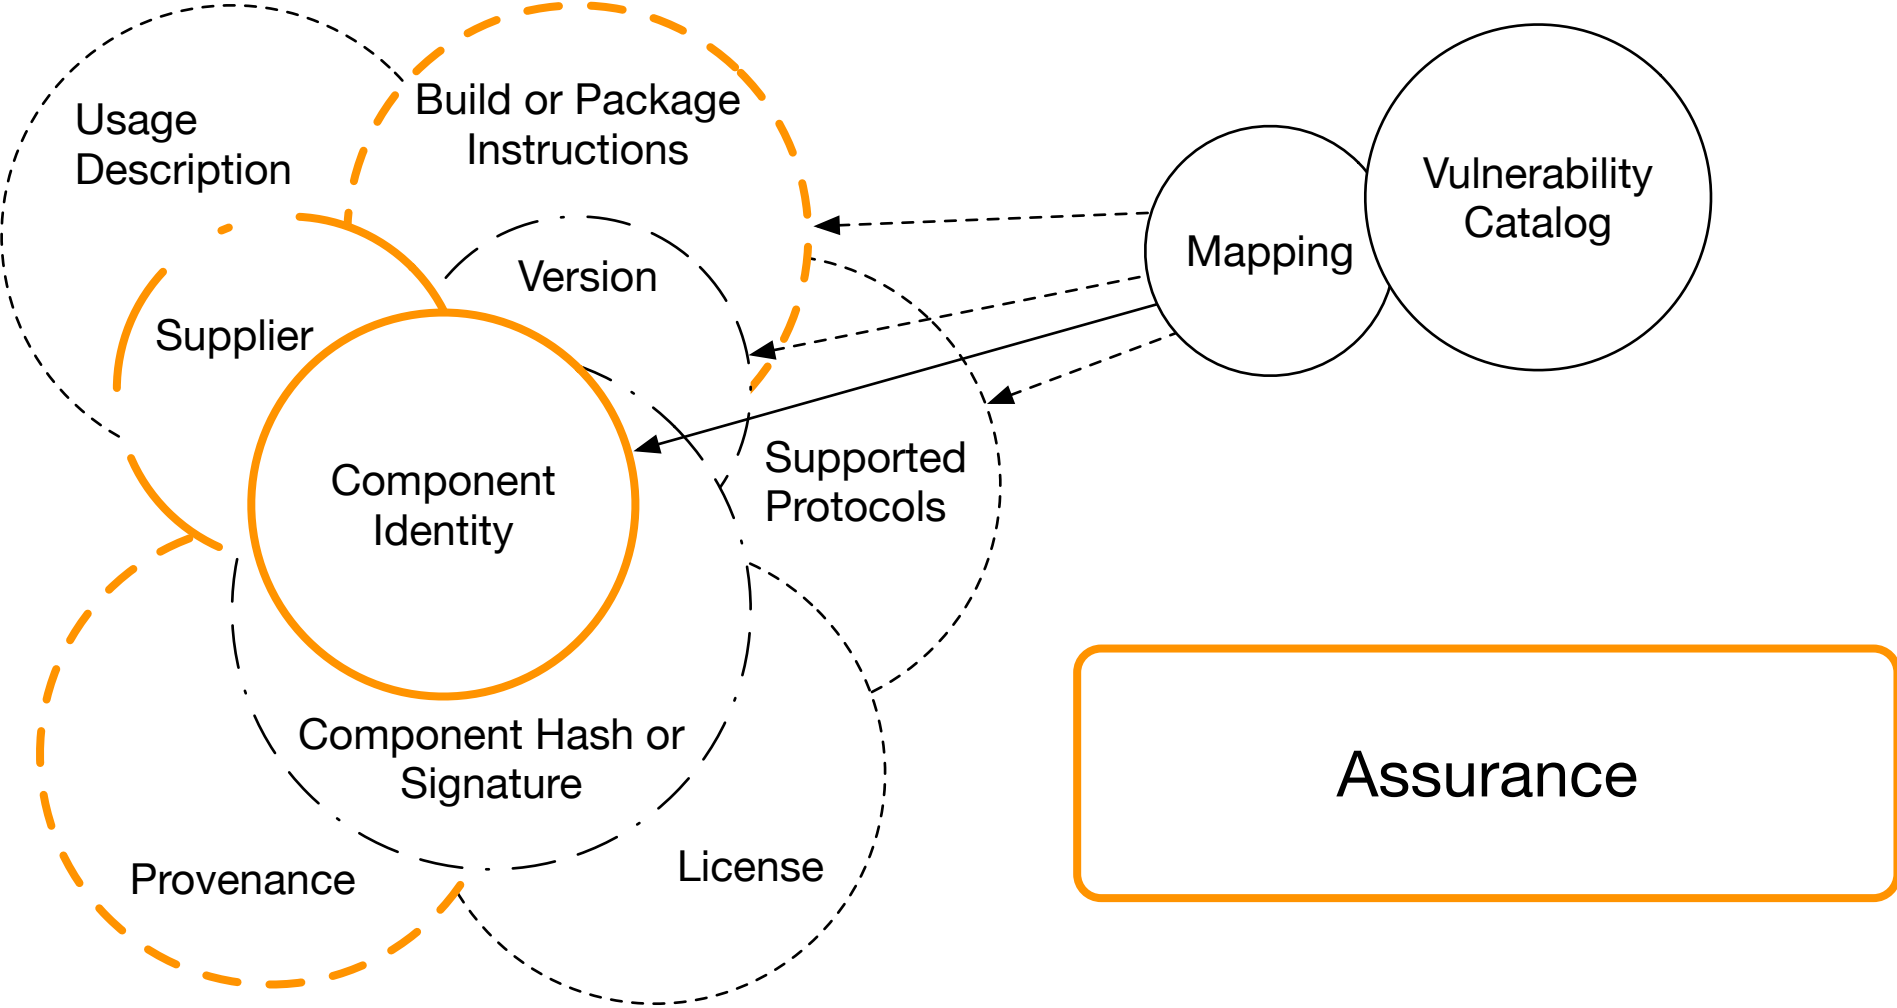 Usage
Description
Build or Package
Instructions
Version
Supplier
Component
Identity
Supported
Protocols
Component Hash or
Signature
Provenance
License
Mapping
Vulnerability
Catalog
Assurance